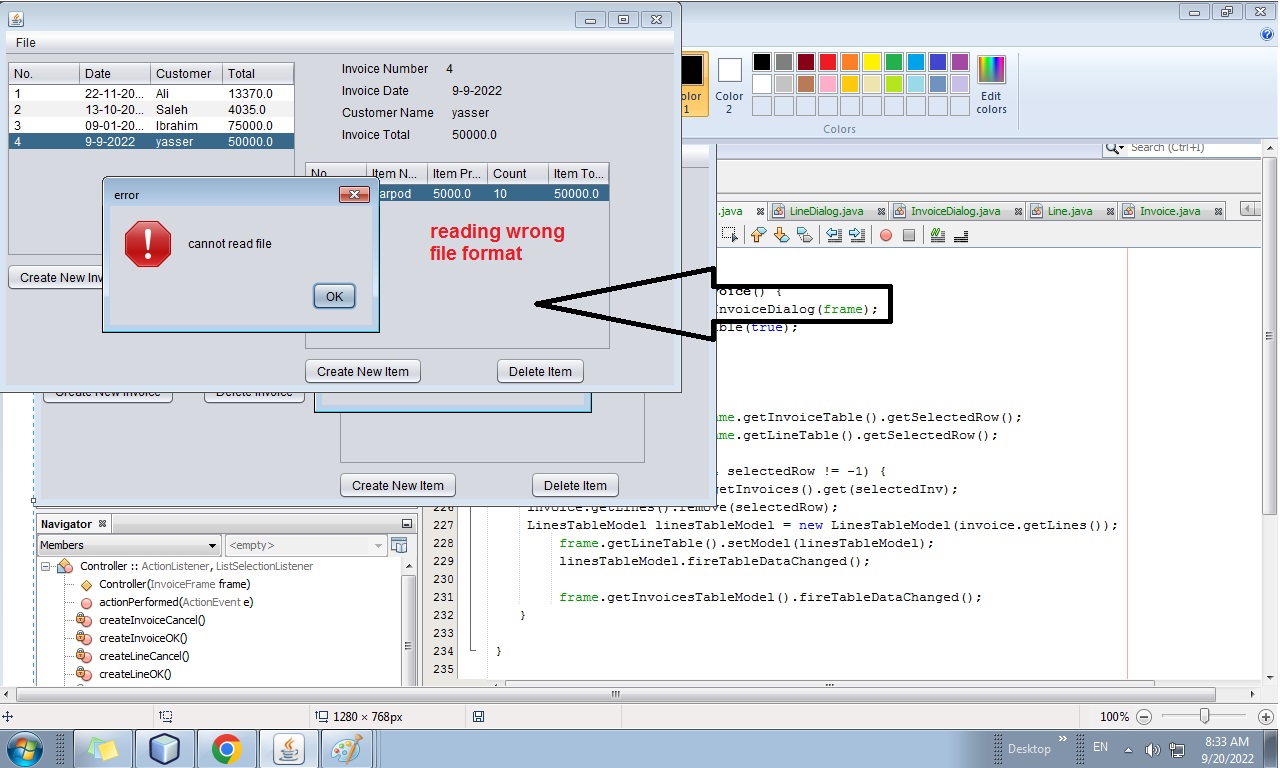 File
No. Date Customer Total
1 22-11-20... Ali 13370.0
2 13-10-20... Saleh 4035.0
3 09-01-20... Ibrahim 75000.0
4 9-9-2022 yasser 50000.0
Invoice Number 4
Invoice Date 9-9-2022
Customer Name yasser
Invoice Total 50000.0
No. Item N... Item Pr... Count Item To...
5000.0 10 50000.0
error
cannot read file
OK
reading wrong
file format
Create New Inv
Create New Item Delete Item
Create New Invoice Delete Invoice
Create New Item Delete Item
Color
2
1
Edit
colors
Colors
Search (Ctrl+I)
.java LineDialog.java InvoiceDialog.java Line.java Invoice.java
voice() {
InvoiceDialog(frame);
ble(true);
me.getInvoiceTable().getSelectedRow();
me.getLineTable().getSelectedRow();
selectedRow != -1) {
getInvoices().get(selectedInv);
226 invoice.getLines().remove(selectedRow);
227 LinesTableModel linesTableModel = new LinesTableModel(invoice.getLines());
228 frame.getLineTable().setModel(linesTableModel);
229 linesTableModel.fireTableDataChanged();
230
231 frame.getInvoicesTableModel().fireTableDataChanged();
232 }
233
234 }
235
Navigator
Members <empty>
Controller :: ActionListener, ListSelectionListener
Controller(InvoiceFrame frame)
actionPerformed(ActionEvent e)
createInvoiceCancel()
createInvoiceOK()
createLineCancel()
createLineOK()
1280 × 768px
100%
Desktop
EN
8:33 AM
9/20/2022